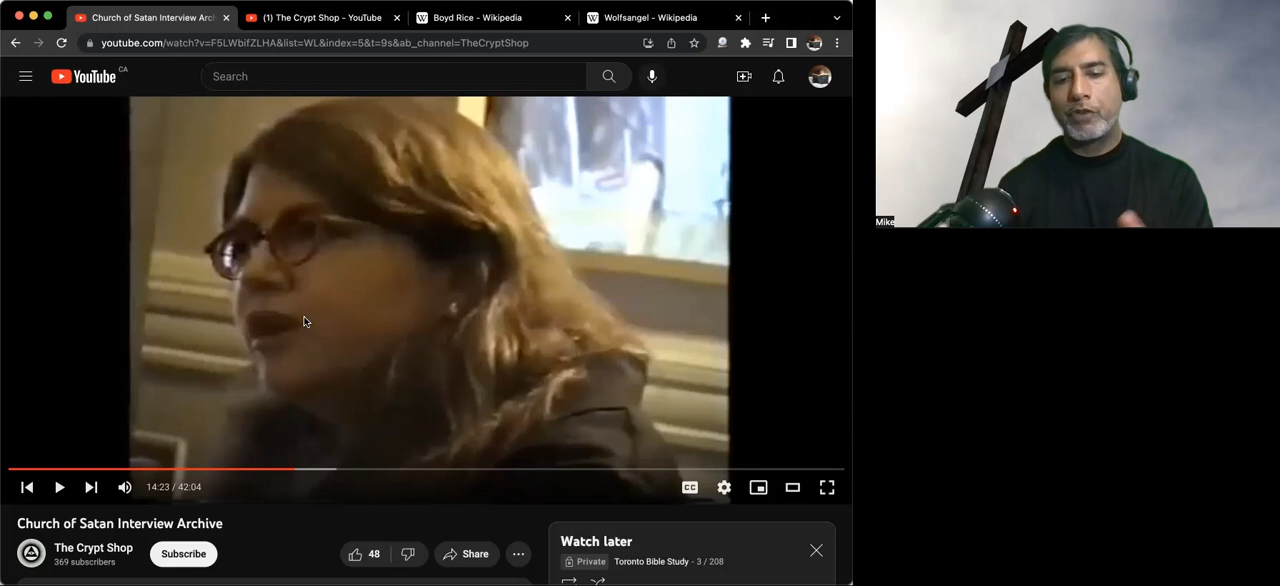 Church of Satan Interview Archi
(1) The Crypt Shop - YouTube
Boyd Rice - Wikipedia
Wolfsangel - Wikipedia
youtube.com/watch?v=F5LWbifZLHA&list=WL&index=5&t=9s&ab_channel=TheCryptShop
YouTube CA
Search
Mike
14:23 / 42:04
CC
Church of Satan Interview Archive
The Crypt Shop
369 subscribers
Subscribe
48
Share
Watch later
Private
Toronto Bible Study - 3 / 208